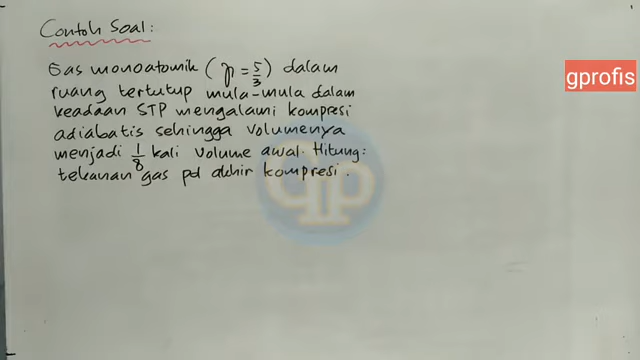 Contoh Soal:
gprofis
Gas monoatomik (γ = 5/3) dalam
ruang tertutup mula-mula dalam
keadaan STP mengalami kompresi
adiabatis sehingga volumenya
menjadi 1/8 kali volume awal. Hitung:
tekanan gas pd akhir kompresi.